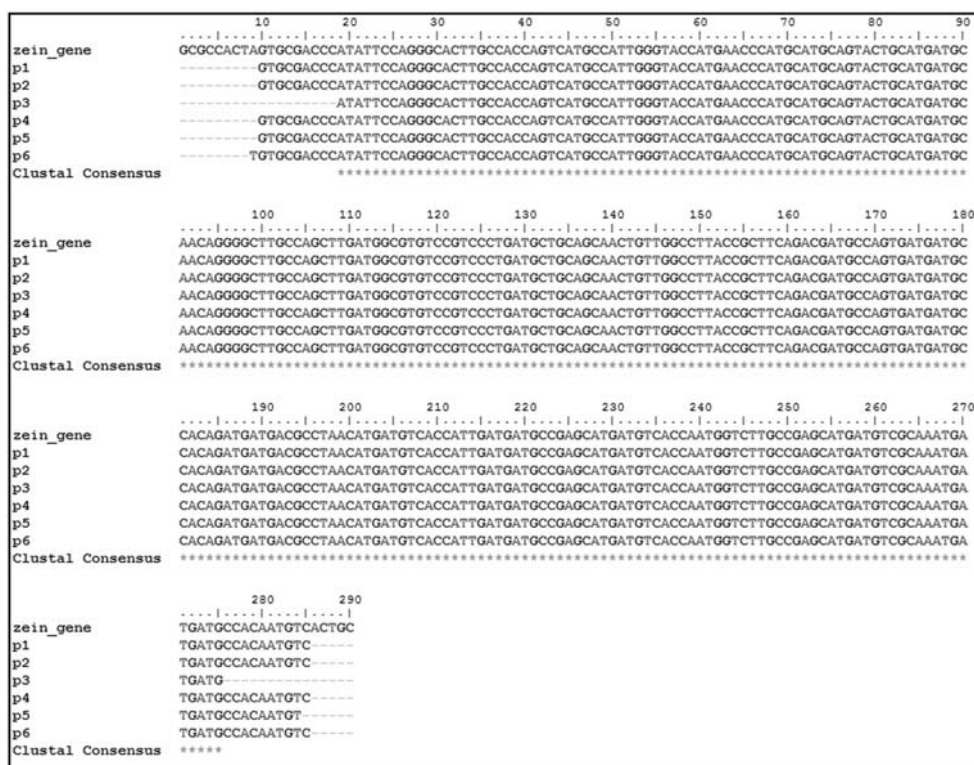 10 20 30 40 50 60 70 80 90
....|....|....|....|....|....|....|....|....|....|....|....|....|....|....|....|....|....|
zein_gene GCGCCACTAGTGCGACCCATATTCCAGGGCACTTGCCACCAGTCATGCCATTGGGTACCATGAACCCATGCATGCAGTACTGCATGATGC
p1 ---------GTGCGACCCATATTCCAGGGCACTTGCCACCAGTCATGCCATTGGGTACCATGAACCCATGCATGCAGTACTGCATGATGC
p2 ---------GTGCGACCCATATTCCAGGGCACTTGCCACCAGTCATGCCATTGGGTACCATGAACCCATGCATGCAGTACTGCATGATGC
p3 ------------------ATATTCCAGGGCACTTGCCACCAGTCATGCCATTGGGTACCATGAACCCATGCATGCAGTACTGCATGATGC
p4 ---------GTGCGACCCATATTCCAGGGCACTTGCCACCAGTCATGCCATTGGGTACCATGAACCCATGCATGCAGTACTGCATGATGC
p5 ---------GTGCGACCCATATTCCAGGGCACTTGCCACCAGTCATGCCATTGGGTACCATGAACCCATGCATGCAGTACTGCATGATGC
p6 --------TGTGCGACCCATATTCCAGGGCACTTGCCACCAGTCATGCCATTGGGTACCATGAACCCATGCATGCAGTACTGCATGATGC
Clustal Consensus ************************************************************************
100 110 120 130 140 150 160 170 180
....|....|....|....|....|....|....|....|....|....|....|....|....|....|....|....|....|....|
zein_gene AACAGGGGCTTGCCAGCTTGATGGCGTGTCCGTCCCTGATGCTGCAGCAACTGTTGGCCTTACCGCTTCAGACGATGCCAGTGATGATGC
p1 AACAGGGGCTTGCCAGCTTGATGGCGTGTCCGTCCCTGATGCTGCAGCAACTGTTGGCCTTACCGCTTCAGACGATGCCAGTGATGATGC
p2 AACAGGGGCTTGCCAGCTTGATGGCGTGTCCGTCCCTGATGCTGCAGCAACTGTTGGCCTTACCGCTTCAGACGATGCCAGTGATGATGC
p3 AACAGGGGCTTGCCAGCTTGATGGCGTGTCCGTCCCTGATGCTGCAGCAACTGTTGGCCTTACCGCTTCAGACGATGCCAGTGATGATGC
p4 AACAGGGGCTTGCCAGCTTGATGGCGTGTCCGTCCCTGATGCTGCAGCAACTGTTGGCCTTACCGCTTCAGACGATGCCAGTGATGATGC
p5 AACAGGGGCTTGCCAGCTTGATGGCGTGTCCGTCCCTGATGCTGCAGCAACTGTTGGCCTTACCGCTTCAGACGATGCCAGTGATGATGC
p6 AACAGGGGCTTGCCAGCTTGATGGCGTGTCCGTCCCTGATGCTGCAGCAACTGTTGGCCTTACCGCTTCAGACGATGCCAGTGATGATGC
Clustal Consensus ******************************************************************************************
190 200 210 220 230 240 250 260 270
....|....|....|....|....|....|....|....|....|....|....|....|....|....|....|....|....|....|
zein_gene CACAGATGATGACGCCTAACATGATGTCACCATTGATGATGCCGAGCATGATGTCACCAATGGTCTTGCCGAGCATGATGTCGCAAATGA
p1 CACAGATGATGACGCCTAACATGATGTCACCATTGATGATGCCGAGCATGATGTCACCAATGGTCTTGCCGAGCATGATGTCGCAAATGA
p2 CACAGATGATGACGCCTAACATGATGTCACCATTGATGATGCCGAGCATGATGTCACCAATGGTCTTGCCGAGCATGATGTCGCAAATGA
p3 CACAGATGATGACGCCTAACATGATGTCACCATTGATGATGCCGAGCATGATGTCACCAATGGTCTTGCCGAGCATGATGTCGCAAATGA
p4 CACAGATGATGACGCCTAACATGATGTCACCATTGATGATGCCGAGCATGATGTCACCAATGGTCTTGCCGAGCATGATGTCGCAAATGA
p5 CACAGATGATGACGCCTAACATGATGTCACCATTGATGATGCCGAGCATGATGTCACCAATGGTCTTGCCGAGCATGATGTCGCAAATGA
p6 CACAGATGATGACGCCTAACATGATGTCACCATTGATGATGCCGAGCATGATGTCACCAATGGTCTTGCCGAGCATGATGTCGCAAATGA
Clustal Consensus ******************************************************************************************
280 290
....|....|....|....|
zein_gene TGATGCCACAATGTCACTGC
p1 TGATGCCACAATGTC-----
p2 TGATGCCACAATGTC-----
p3 TGATG---------------
p4 TGATGCCACAATGTC-----
p5 TGATGCCACAATGT------
p6 TGATGCCACAATGTC-----
Clustal Consensus *****